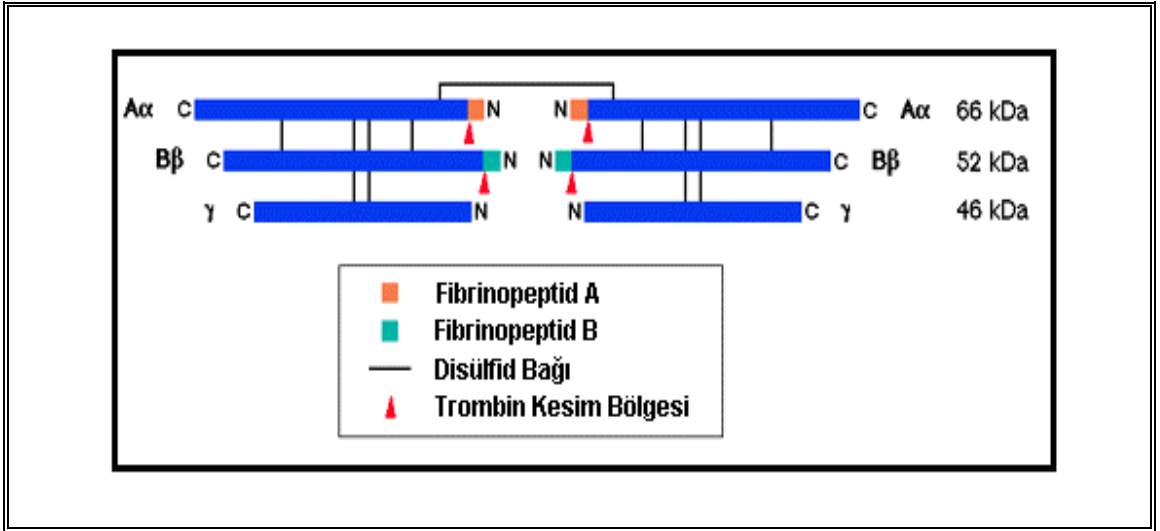 Aα C N N C Aα 66 kDa
Bβ C N N C Bβ 52 kDa
γ C N N C γ 46 kDa
Fibrinopeptid A
Fibrinopeptid B
Disülfid Bağı
Trombin Kesim Bölgesi